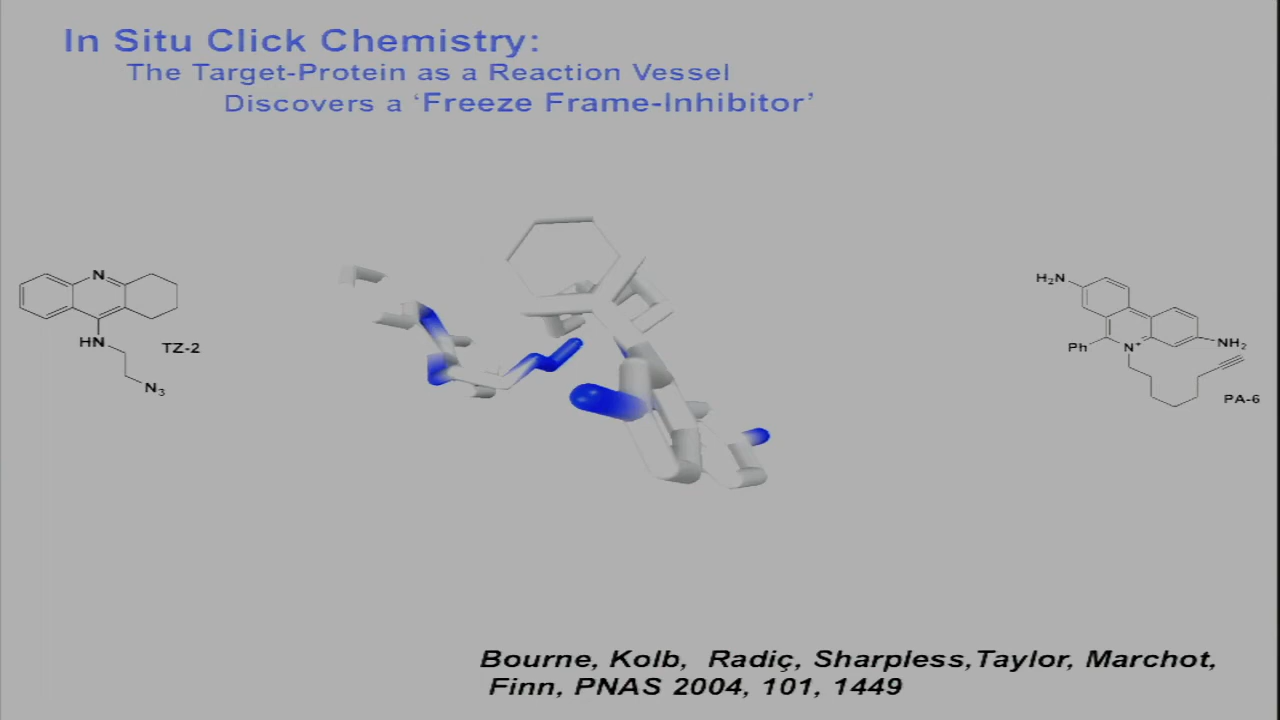 In Situ Click Chemistry:
The Target-Protein as a Reaction Vessel
Discovers a ‘Freeze Frame-Inhibitor’
N
HN
TZ-2
N3
H2N
NH2
Ph
N+
PA-6
Bourne, Kolb, Radiç, Sharpless,Taylor, Marchot,
Finn, PNAS 2004, 101, 1449